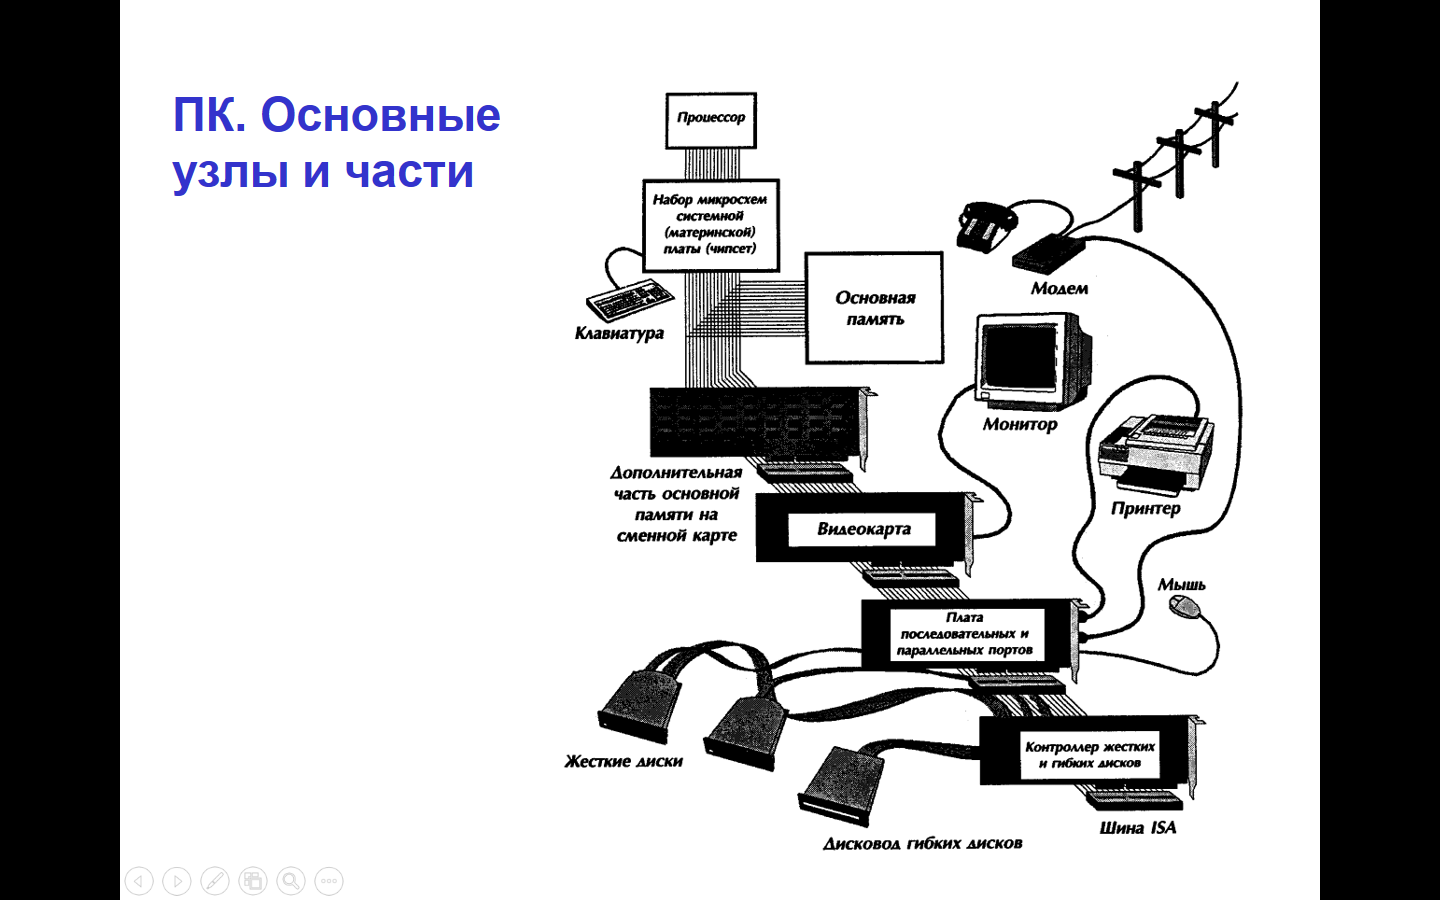 ПК. Основные
узлы и части
Процессор
Набор микросхем
системной
(материнской)
платы (чипсет)
Клавиатура
Основная
память
Модем
Монитор
Принтер
Дополнительная
часть основной
памяти на
сменной карте
Видеокарта
Мышь
Плата
последовательных и
параллельных портов
Жесткие диски
Контроллер жестких
и гибких дисков
Дисковод гибких дисков
Шина ISA